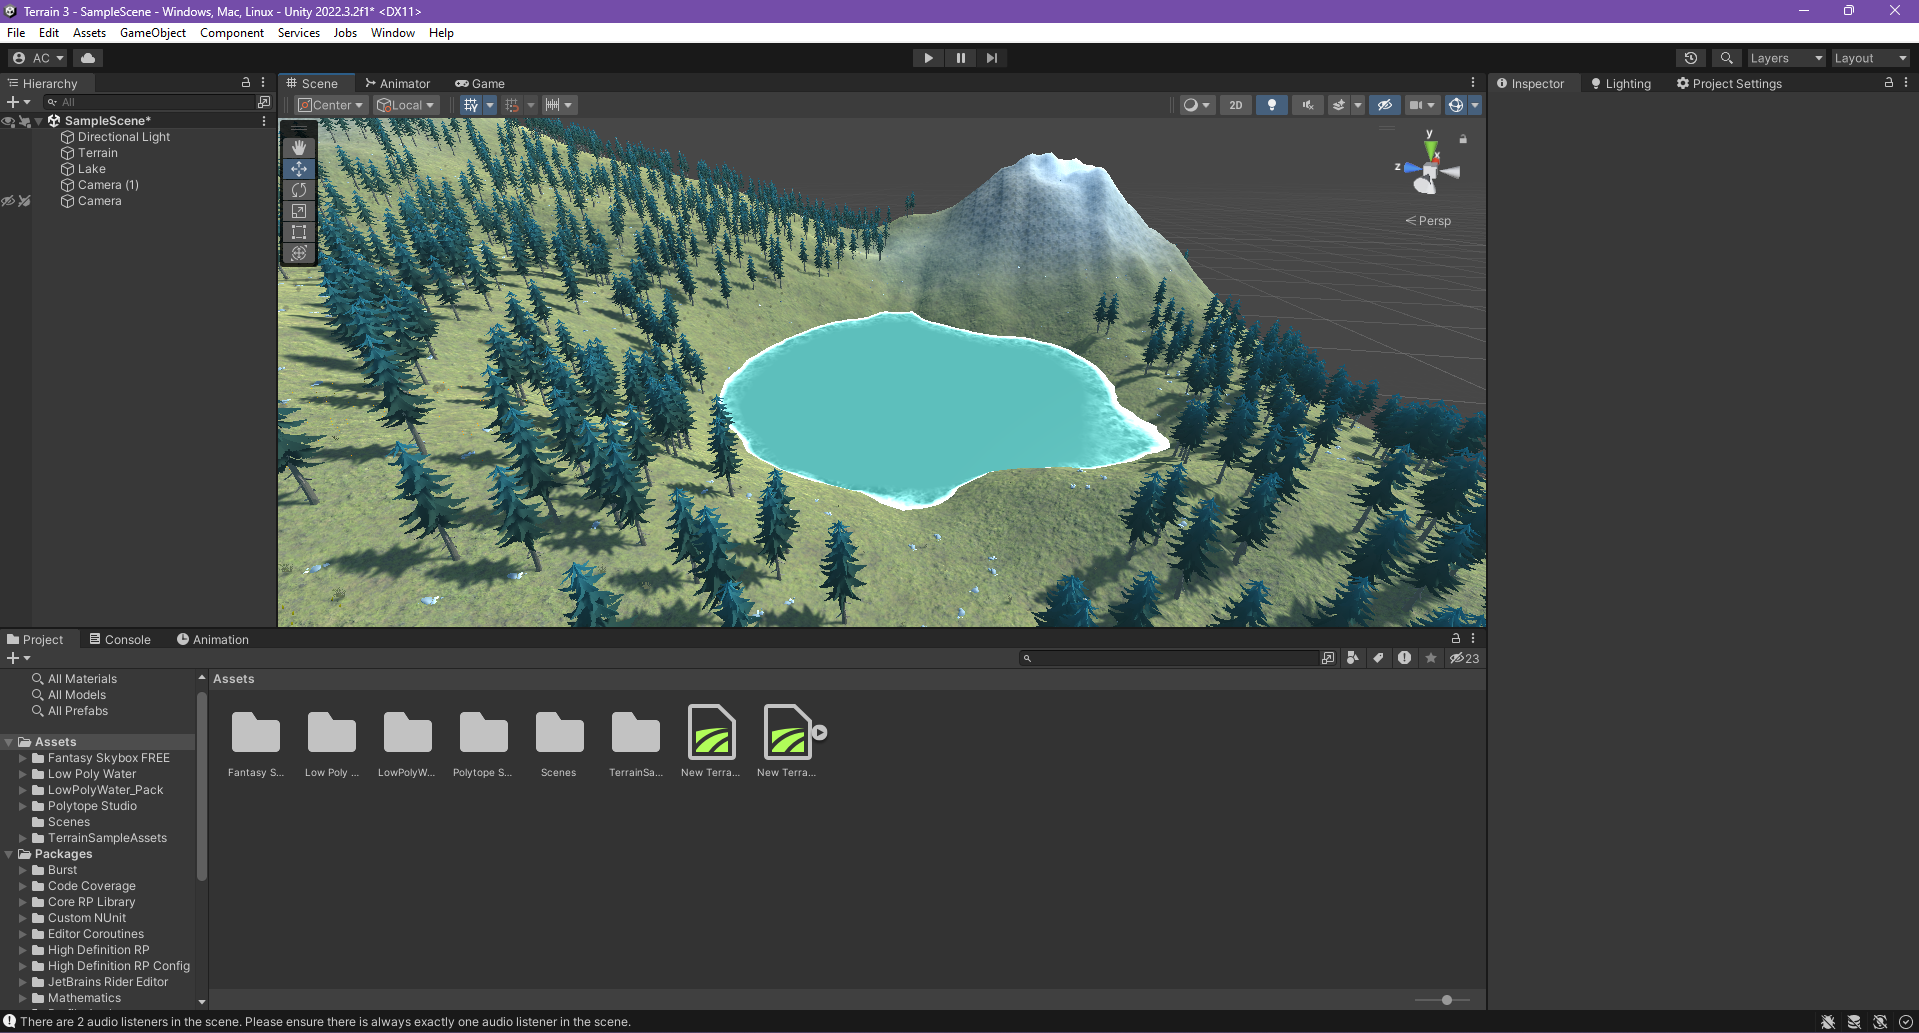 Terrain 3 - SampleScene - Windows, Mac, Linux - Unity 2022.3.2f1* <DX11>
File Edit Assets GameObject Component Services Jobs Window Help
AC
Layers Layout
Hierarchy
All
SampleScene*
Directional Light
Terrain
Lake
Camera (1)
Camera
Scene Animator Game
Center Local
2D
y
x
z
Persp
Inspector Lighting Project Settings
Project Console Animation
23
All Materials
All Models
All Prefabs
Assets
Fantasy Skybox FREE
Low Poly Water
LowPolyWater_Pack
Polytope Studio
Scenes
TerrainSampleAssets
Packages
Burst
Code Coverage
Core RP Library
Custom NUnit
Editor Coroutines
High Definition RP
High Definition RP Config
JetBrains Rider Editor
Mathematics
Assets
Fantasy S... Low Poly ... LowPolyW... Polytope S... Scenes TerrainSa... New Terra... New Terra...
There are 2 audio listeners in the scene. Please ensure there is always exactly one audio listener in the scene.